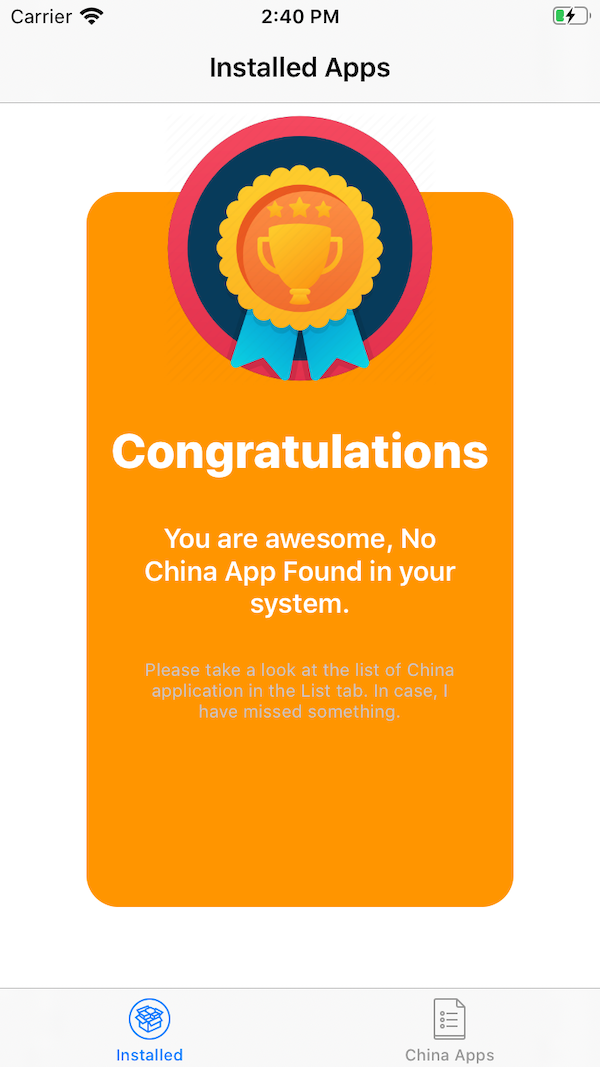 Carrier 2:40 PM
Installed Apps
Congratulations
You are awesome, No
China App Found in your
system.
Please take a look at the list of China
application in the List tab. In case, I
have missed something.
Installed China Apps